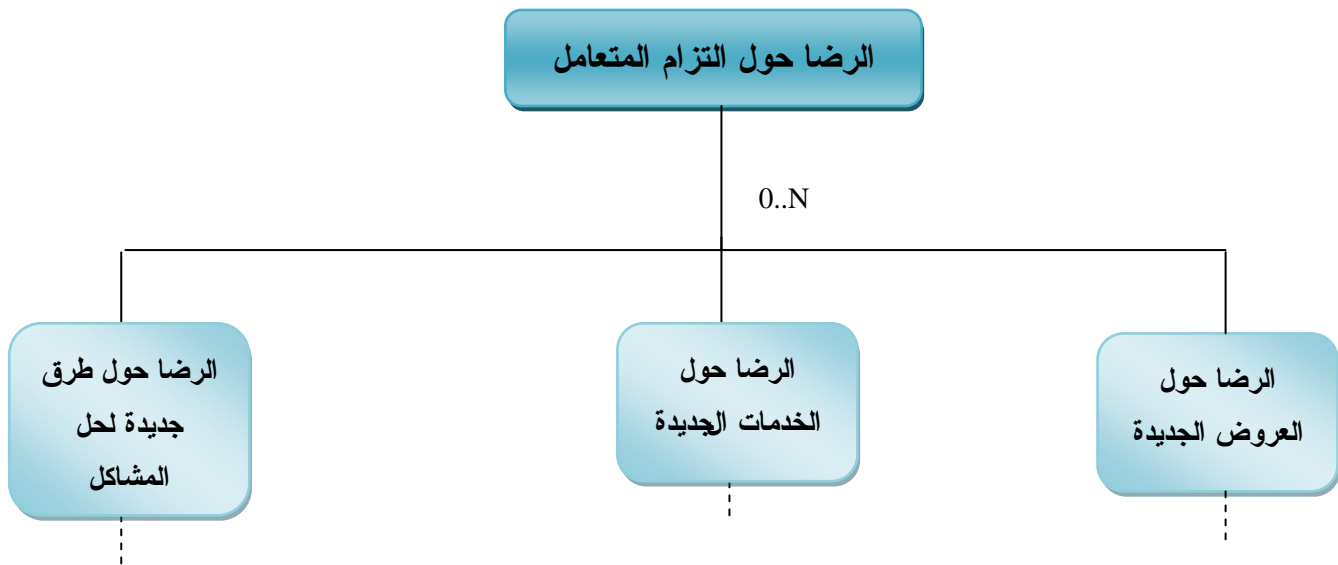 الرضا حول التزام المتعامل
0..N
الرضا حول
العروض الجديدة
الرضا حول
الخدمات الجديدة
الرضا حول طرق
جديدة لحل
المشاكل